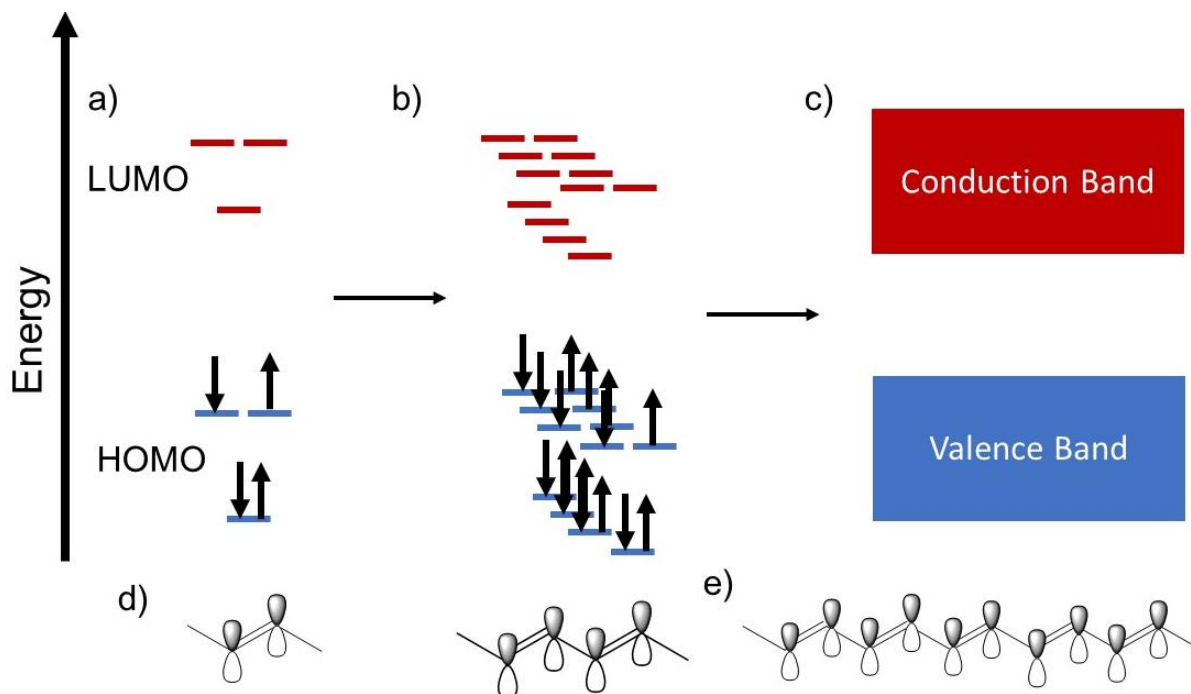 a)
b)
c)
LUMO
Conduction Band
Energy
HOMO
Valence Band
d)
e)